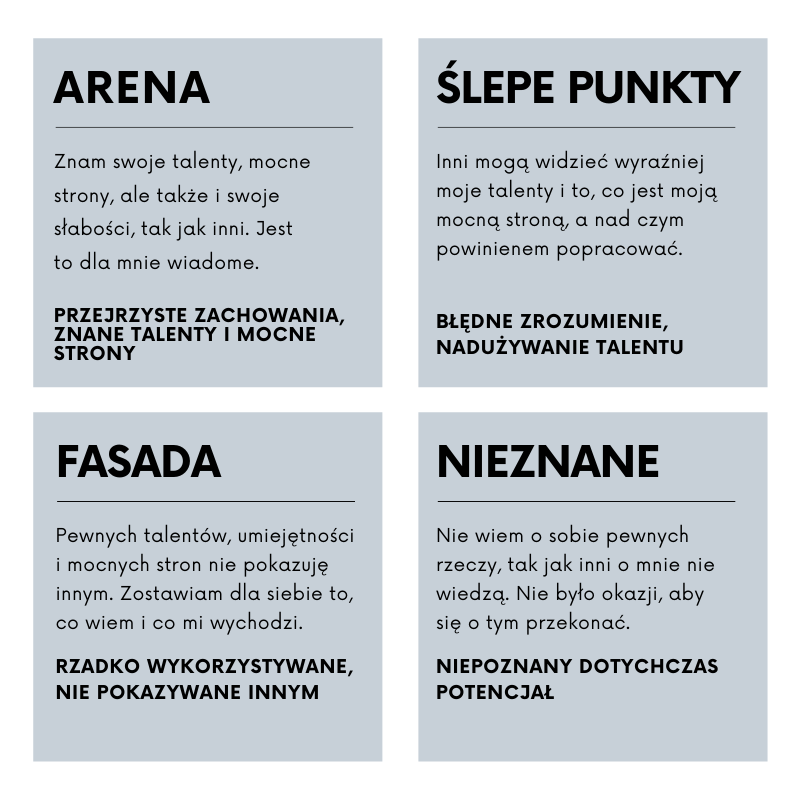 ARENA
Znam swoje talenty, mocne
strony, ale także i swoje
słabości, tak jak inni. Jest
to dla mnie wiadome.
PRZEJRZYSTE ZACHOWANIA,
ZNANE TALENTY I MOCNE
STRONY
ŚLEPE PUNKTY
Inni mogą widzieć wyraźniej
moje talenty i to, co jest moją
mocną stroną, a nad czym
powinienem popracować.
BŁĘDNE ZROZUMIENIE,
NADUŻYWANIE TALENTU
FASADA
Pewnych talentów, umiejętności
i mocnych stron nie pokazuję
innym. Zostawiam dla siebie to,
co wiem i co mi wychodzi.
RZADKO WYKORZYSTYWANE,
NIE POKAZYWANE INNYM
NIEZNANE
Nie wiem o sobie pewnych
rzeczy, tak jak inni o mnie nie
wiedzą. Nie było okazji, aby
się o tym przekonać.
NIEPOZNANY DOTYCHCZAS
POTENCJAŁ